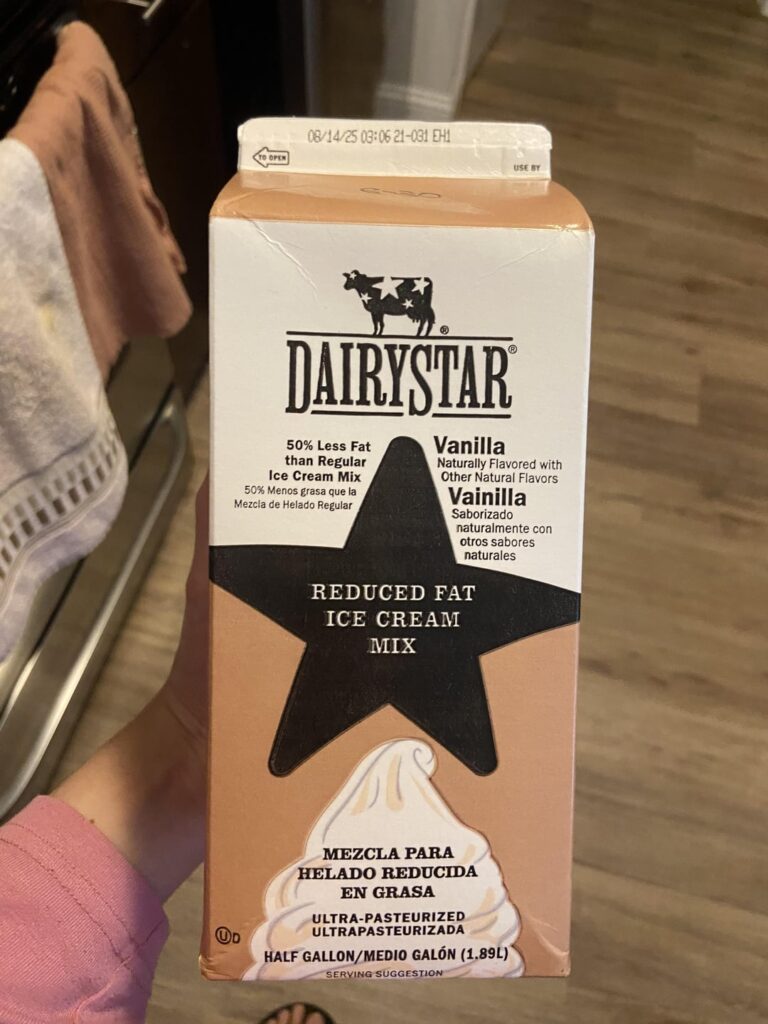 08/14/25 03:06 21-031 EH1
TO OPEN
USE BY
DAIRYSTAR®
50% Less Fat
than Regular
Ice Cream Mix
50% Menos grasa que la
Mezcla de Helado Regular
Vanilla
Naturally Flavored with
Other Natural Flavors
Vainilla
Saborizado
naturalmente con
otros sabores
naturales
REDUCED FAT
ICE CREAM
MIX
MEZCLA PARA
HELADO REDUCIDA
EN GRASA
ULTRA-PASTEURIZED
ULTRAPASTEURIZADA
UD
HALF GALLON/MEDIO GALÓN (1.89L)
SERVING SUGGESTION